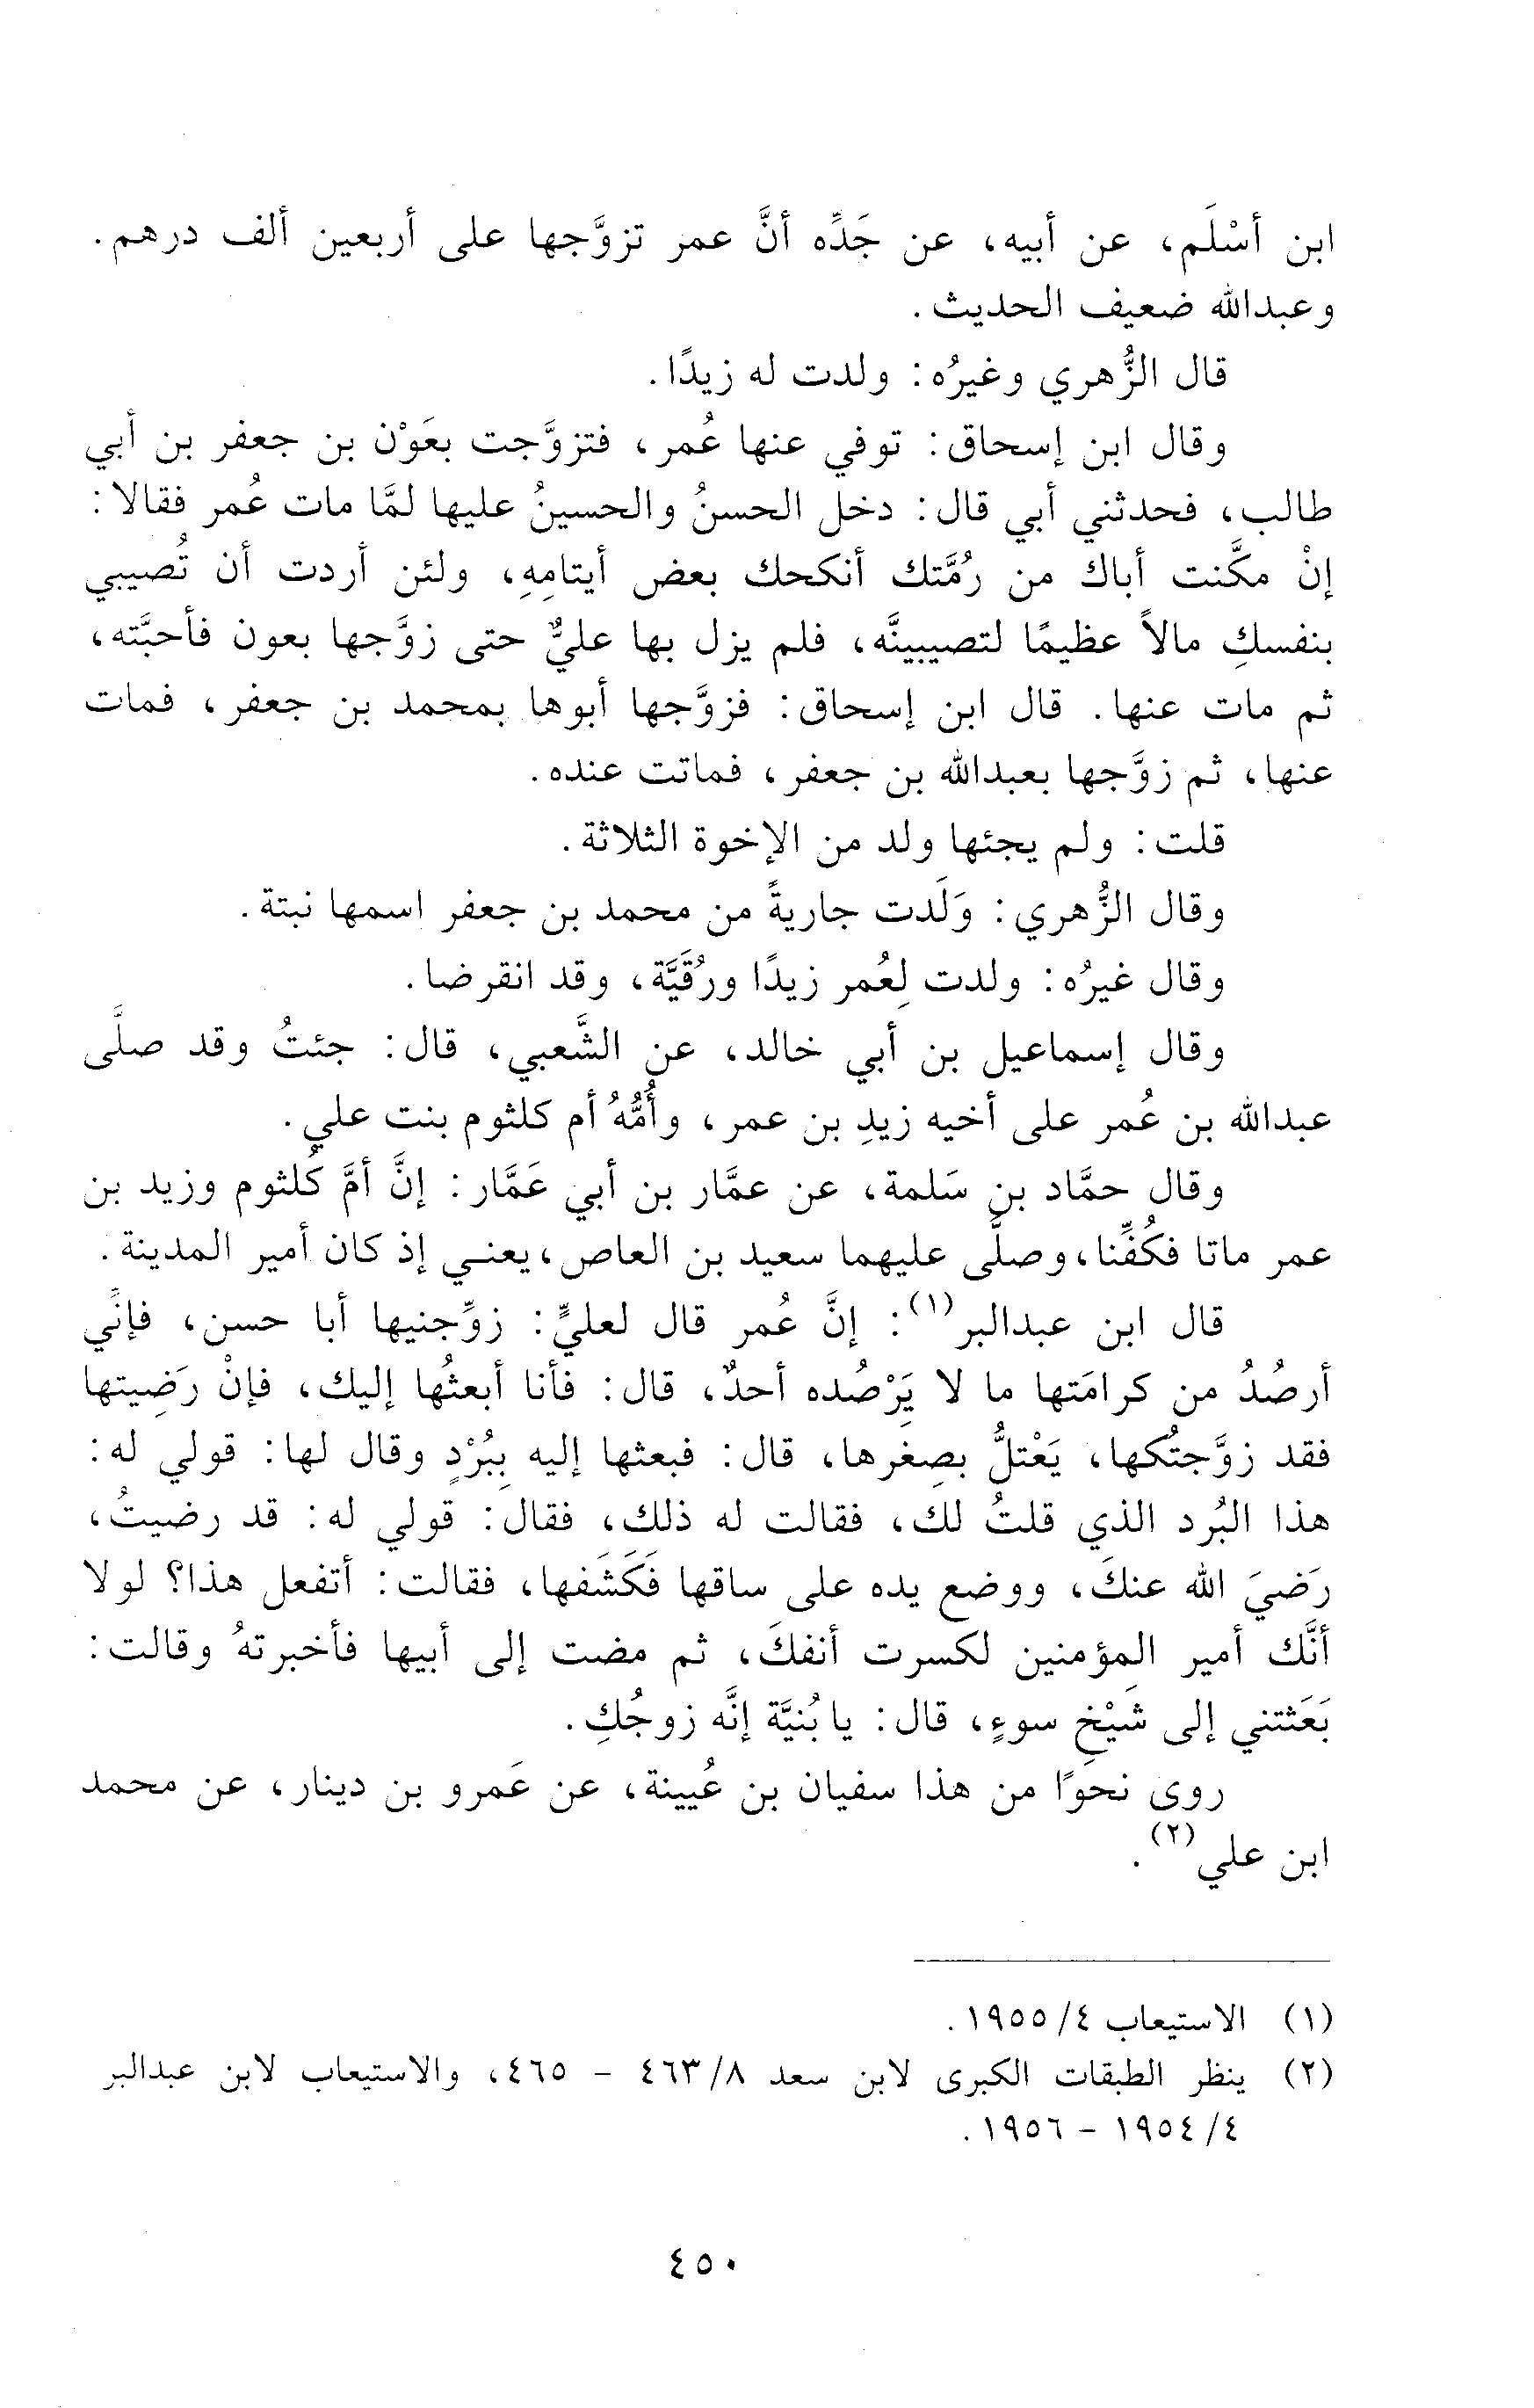 ابن أسْلَم، عن أبيه، عن جَدِّه أنَّ عمر تزوَّجها على أربعين ألف درهم.
وعبدالله ضعيف الحديث.
قال الزُّهري وغيرُه: ولدت له زيدًا.
وقال ابن إسحاق: توفي عنها عُمر، فتزوَّجت بعَوْن بن جعفر بن أبي
طالب، فحدثني أبي قال: دخل الحسنُ والحسينُ عليها لمَّا مات عُمر فقالا:
إنْ مكَّنت أباك من رُمَّتك أنكحك بعض أيتامِهِ، ولئن أردت أن تُصيبي
بنفسكِ مالاً عظيمًا لتصيبينَّه، فلم يزل بها عليٌّ حتى زوَّجها بعون فأحبَّته،
ثم مات عنها. قال ابن إسحاق: فزوَّجها أبوها بمحمد بن جعفر، فمات
عنها، ثم زوَّجها بعبدالله بن جعفر، فماتت عنده.
قلت: ولم يجئها ولد من الإخوة الثلاثة.
وقال الزُّهري: وَلَدت جاريةً من محمد بن جعفر اسمها نبتة.
وقال غيرُه: ولدت لِعُمر زيدًا ورُقَيَّة، وقد انقرضا.
وقال إسماعيل بن أبي خالد، عن الشَّعبي، قال: جئتُ وقد صلَّى
عبدالله بن عُمر على أخيه زيدِ بن عمر، وأُمُّهُ أم كلثوم بنت علي.
وقال حمَّاد بن سَلمة، عن عمَّار بن أبي عَمَّار: إنَّ أمَّ كُلثوم وزيد بن
عمر ماتا فكُفِّنا، وصلَّى عليهما سعيد بن العاص، يعني إذ كان أمير المدينة.
قال ابن عبدالبر(١): إنَّ عُمر قال لعليٍّ: زوِّجنيها أبا حسن، فإنِّي
أرصُدُ من كرامَتها ما لا يَرْصُده أحدٌ، قال: فأنا أبعثُها إليك، فإنْ رَضِيتها
فقد زوَّجتُكها، يَعْتلُّ بصِغَرها، قال: فبعثها إليه بِبُرْدٍ وقال لها: قولي له:
هذا البُرد الذي قلتُ لك، فقالت له ذلك، فقال: قولي له: قد رضيتُ،
رَضيَ الله عنكَ، ووضع يده على ساقها فَكَشَفها، فقالت: أتفعل هذا؟ لولا
أنَّك أمير المؤمنين لكسرت أنفكَ، ثم مضت إلى أبيها فأخبرتهُ وقالت:
بَعَثتني إلى شَيْخِ سوءٍ، قال: يا بُنيَّة إنَّه زوجُكِ.
روى نحوًا من هذا سفيان بن عُيينة، عن عَمرو بن دينار، عن محمد
ابن علي(٢).
(١) الاستيعاب ٤/ ١٩٥٥.
(٢) ينظر الطبقات الكبرى لابن سعد ٨/ ٤٦٣ - ٤٦٥، والاستيعاب لابن عبدالبر
٤/ ١٩٥٤ - ١٩٥٦.
٤٥٠